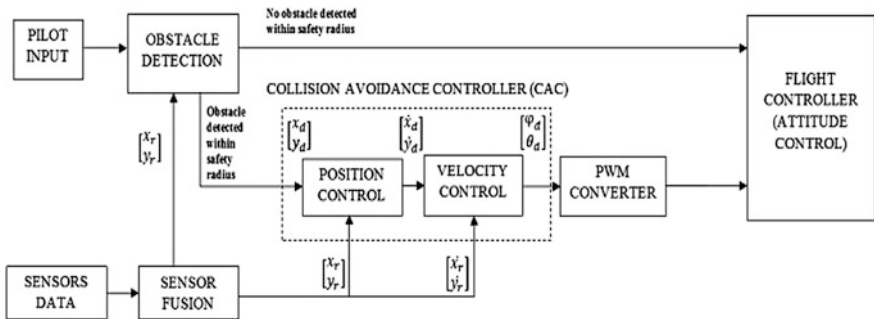 No obstacle detected
within safety radius
PILOT
INPUT
OBSTACLE
DETECTION
FLIGHT
CONTROLLER
(ATTITUDE
CONTROL)
COLLISION AVOIDANCE CONTROLLER (CAC)
Obstacle
detected
within
safety
radius
[x_r
y_r]
[x_d
y_d]
[ẋ_d
ẏ_d]
[φ_d
θ_d]
POSITION
CONTROL
VELOCITY
CONTROL
PWM
CONVERTER
[x_r
y_r]
[ẋ_r
ẏ_r]
SENSORS
DATA
SENSOR
FUSION